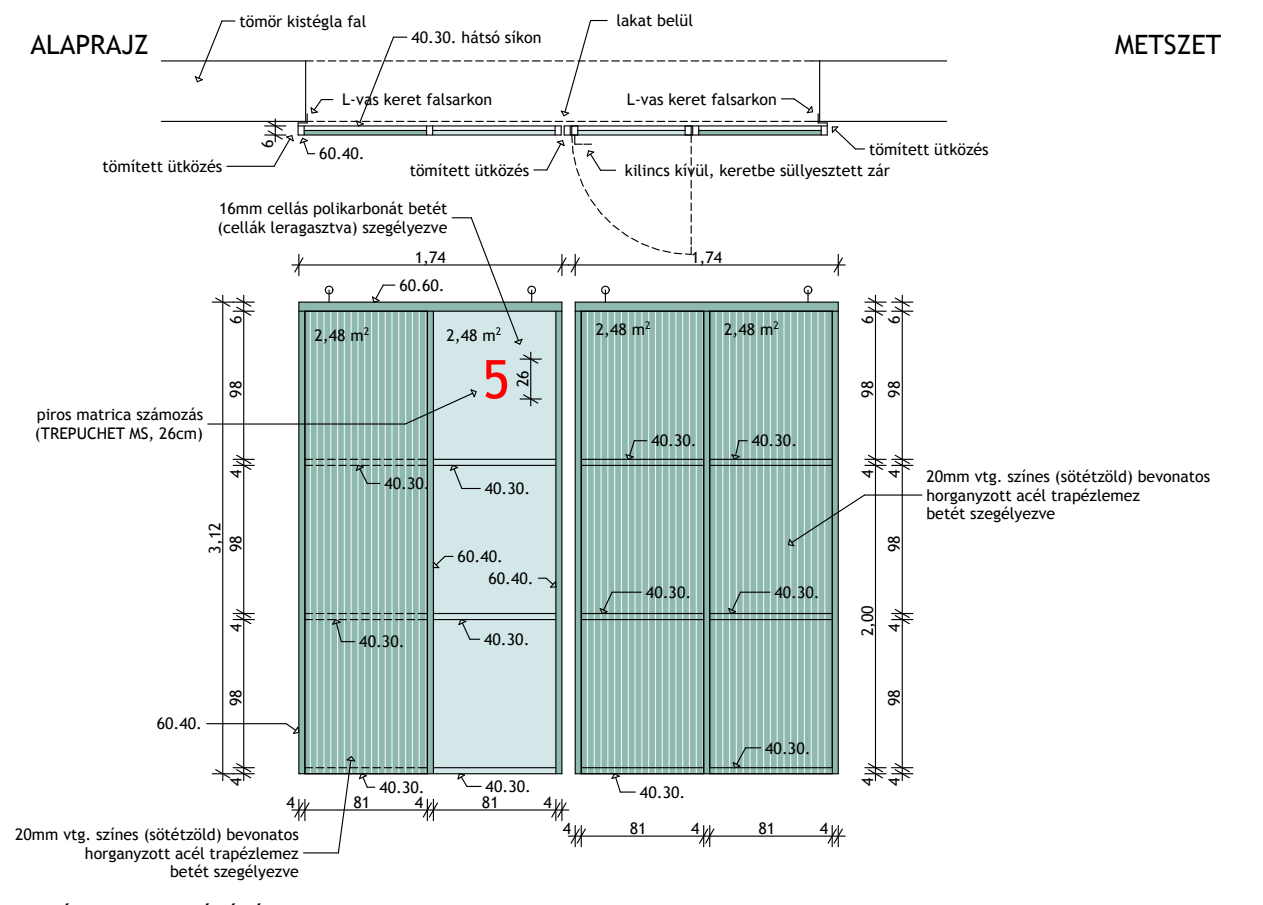 ALAPRAJZ
METSZET
tömör kistégla fal
40.30. hátsó síkon
lakat belül
L-vas keret falsarkon
L-vas keret falsarkon
6
60.40.
tömített ütközés
tömített ütközés
kilincs kívül, keretbe süllyesztett zár
tömített ütközés
16mm cellás polikarbonát betét
(cellák leragasztva) szegélyezve
1,74
1,74
60.60.
2,48 m²
2,48 m²
2,48 m²
2,48 m²
6
6
6
5
26
98
98
98
piros matrica számozás
(TREPUCHET MS, 26cm)
40.30.
40.30.
4
4
4
40.30.
40.30.
20mm vtg. színes (sötétzöld) bevonatos
horganyzott acél trapézlemez
betét szegélyezve
3,12
98
98
60.40.
60.40.
40.30.
40.30.
2,00
4
4
40.30.
40.30.
98
98
60.40.
40.30.
4
4
4
40.30.
40.30.
40.30.
4
81
4
81
4
4
81
4
81
4
20mm vtg. színes (sötétzöld) bevonatos
horganyzott acél trapézlemez
betét szegélyezve